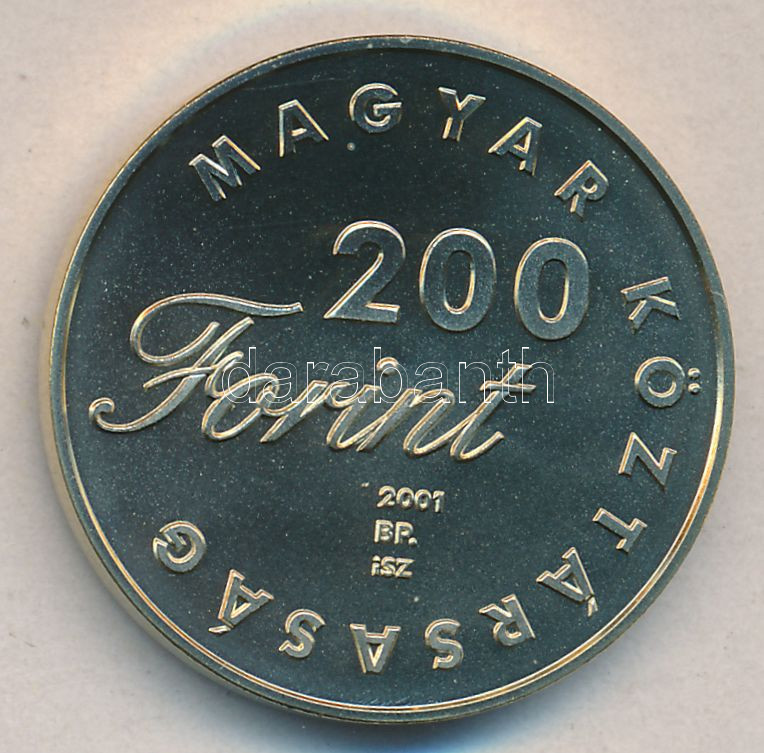 MAGYAR KÖZTÁRSASÁG
200
Forint
2001
BP.
iSZ
darabanth